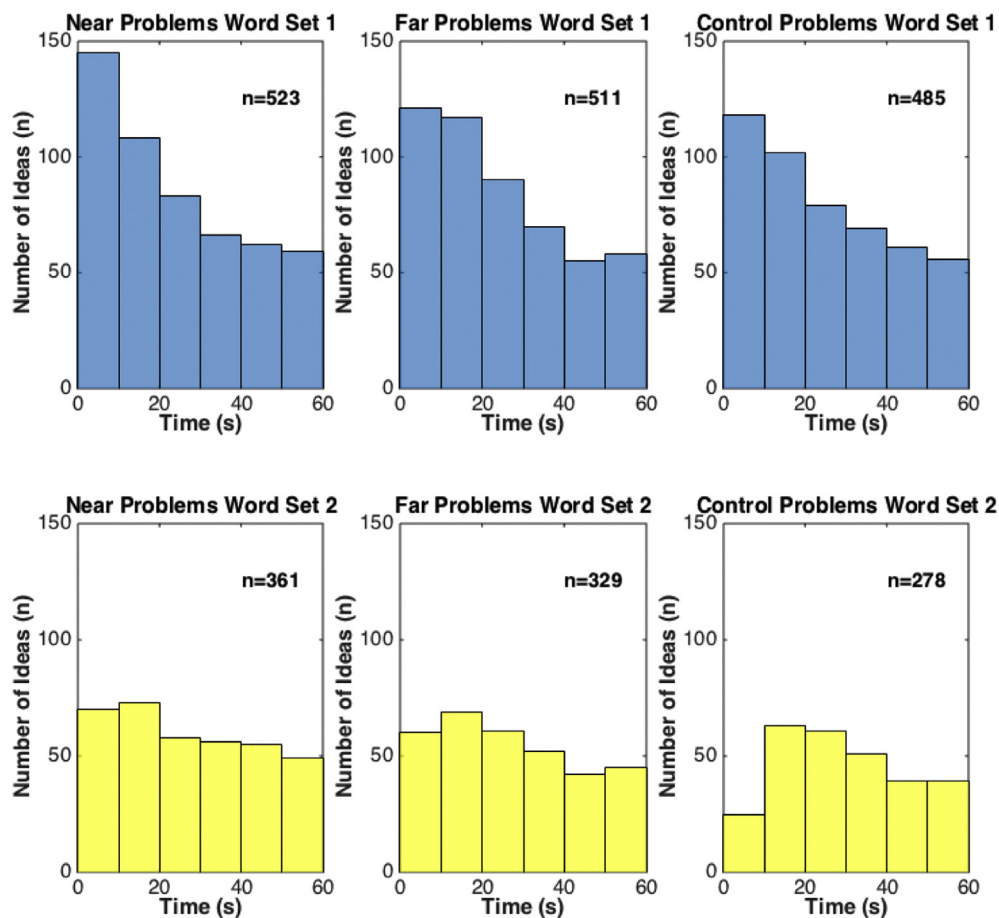 Near Problems Word Set 1
150
100
50
0
Number of Ideas (n)
n=523
0 20 40 60
Time (s)
Far Problems Word Set 1
150
100
50
0
Number of Ideas (n)
n=511
0 20 40 60
Time (s)
Control Problems Word Set 1
150
100
50
0
Number of Ideas (n)
n=485
0 20 40 60
Time (s)
Near Problems Word Set 2
150
100
50
0
Number of Ideas (n)
n=361
0 20 40 60
Time (s)
Far Problems Word Set 2
150
100
50
0
Number of Ideas (n)
n=329
0 20 40 60
Time (s)
Control Problems Word Set 2
150
100
50
0
Number of Ideas (n)
n=278
0 20 40 60
Time (s)